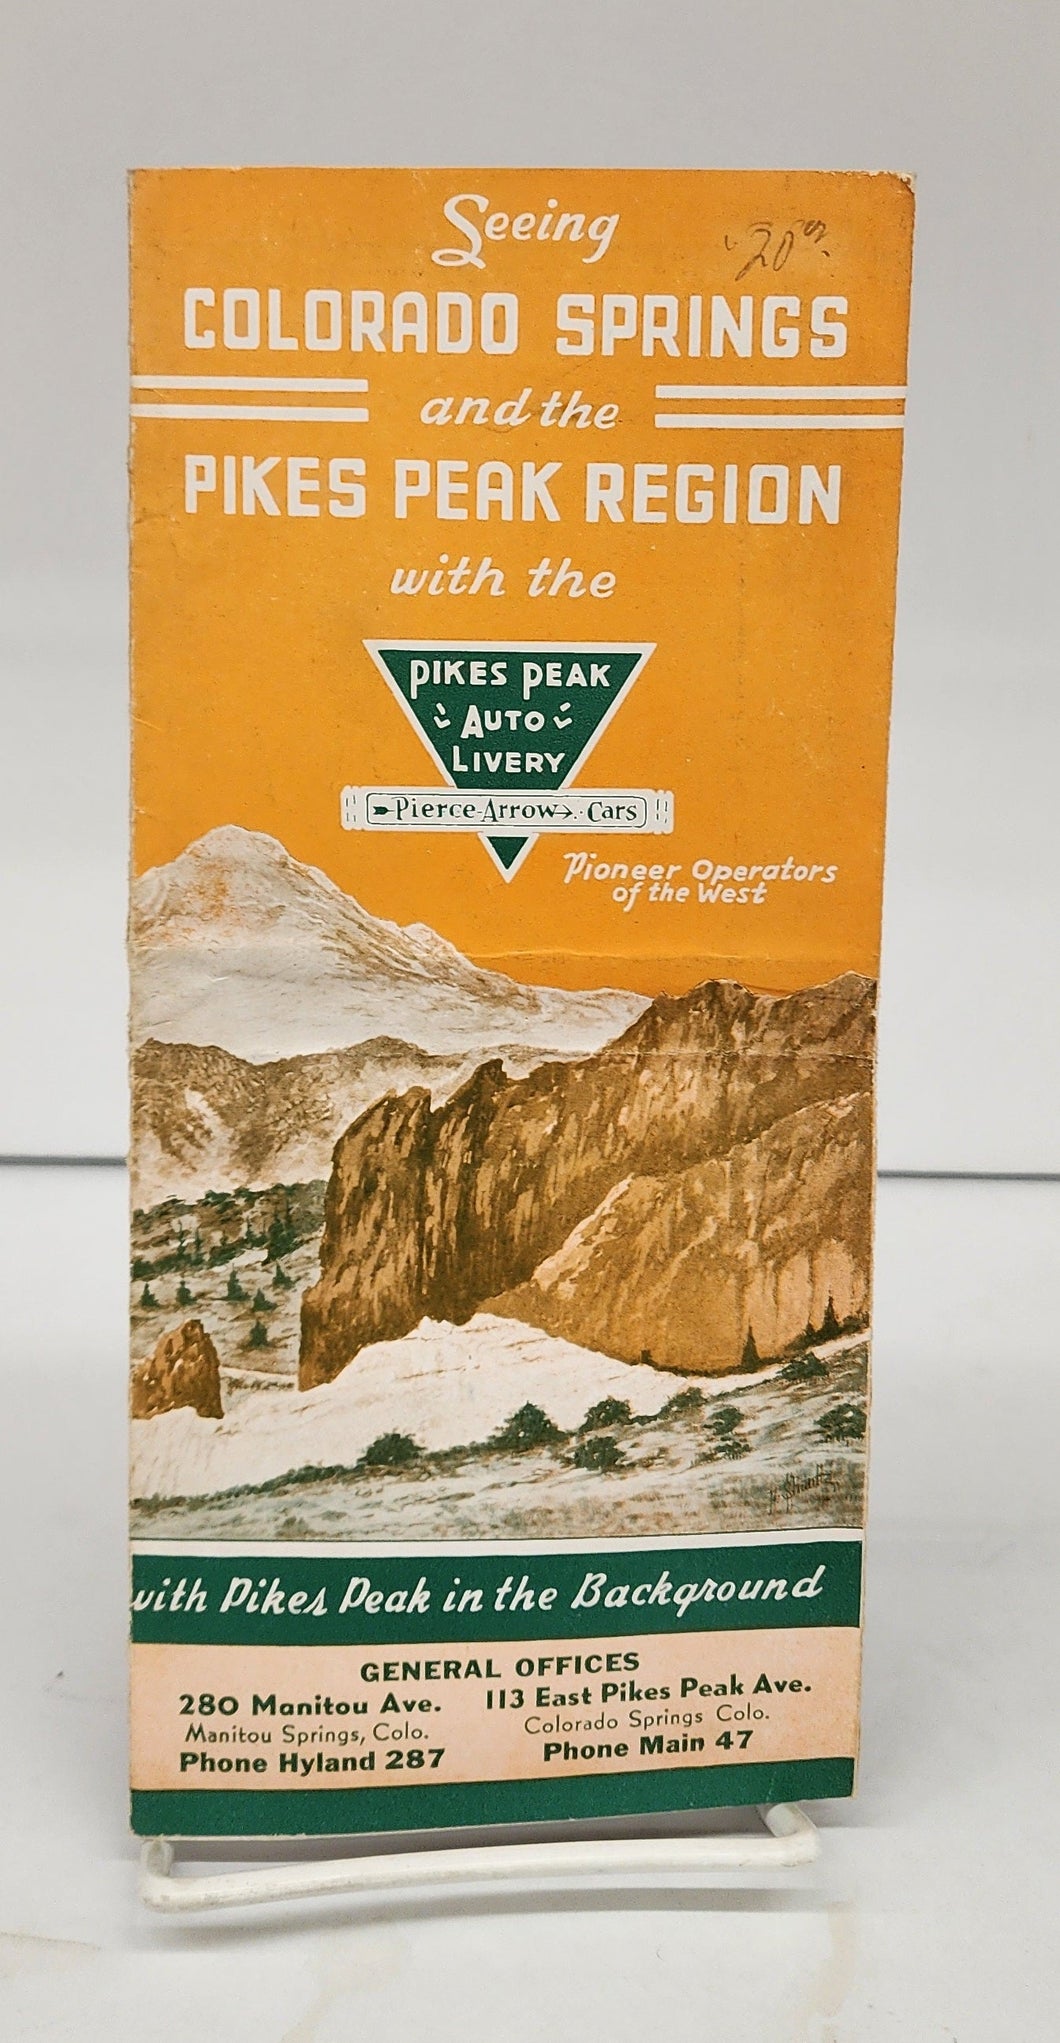 Seeing
COLORADO SPRINGS
and the
PIKES PEAK REGION
with the
PIKES PEAK
AUTO
LIVERY
Pierce-Arrow Cars
Pioneer Operators
of the West
with Pikes Peak in the Background
GENERAL OFFICES
280 Manitou Ave.
Manitou Springs, Colo.
Phone Hyland 287
113 East Pikes Peak Ave.
Colorado Springs Colo.
Phone Main 47